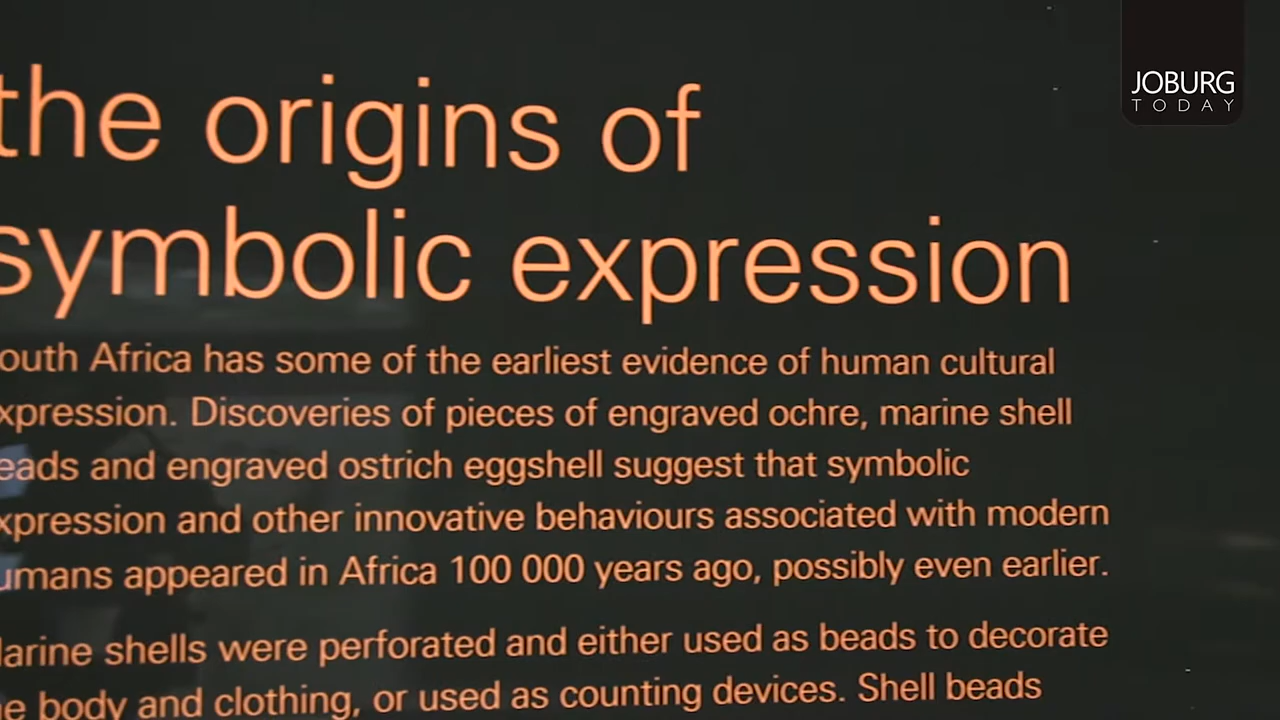 JOBURG
TODAY
the origins of
symbolic expression
outh Africa has some of the earliest evidence of human cultural
xpression. Discoveries of pieces of engraved ochre, marine shell
eads and engraved ostrich eggshell suggest that symbolic
xpression and other innovative behaviours associated with modern
umans appeared in Africa 100 000 years ago, possibly even earlier.
arine shells were perforated and either used as beads to decorate
e body and clothing, or used as counting devices. Shell beads